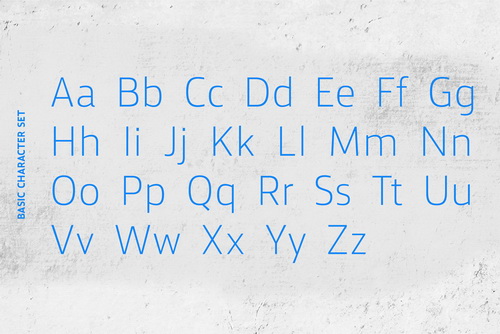 BASIC CHARACTER SET
Aa Bb Cc Dd Ee Ff Gg
Hh Ii Jj Kk Ll Mm Nn
Oo Pp Qq Rr Ss Tt Uu
Vv Ww Xx Yy Zz